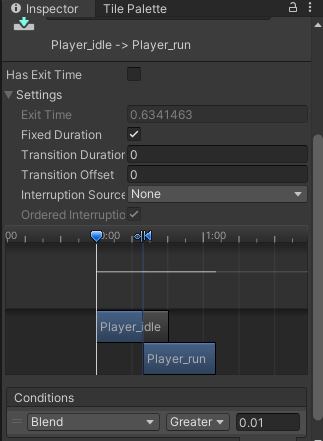 Inspector Tile Palette
Player_idle -> Player_run
Has Exit Time
Settings
Exit Time 0.6341463
Fixed Duration
Transition Duration 0
Transition Offset 0
Interruption Source None
Ordered Interruptio
:00 0:00 1:00
Player_idle
Player_run
Conditions
Blend Greater 0.01